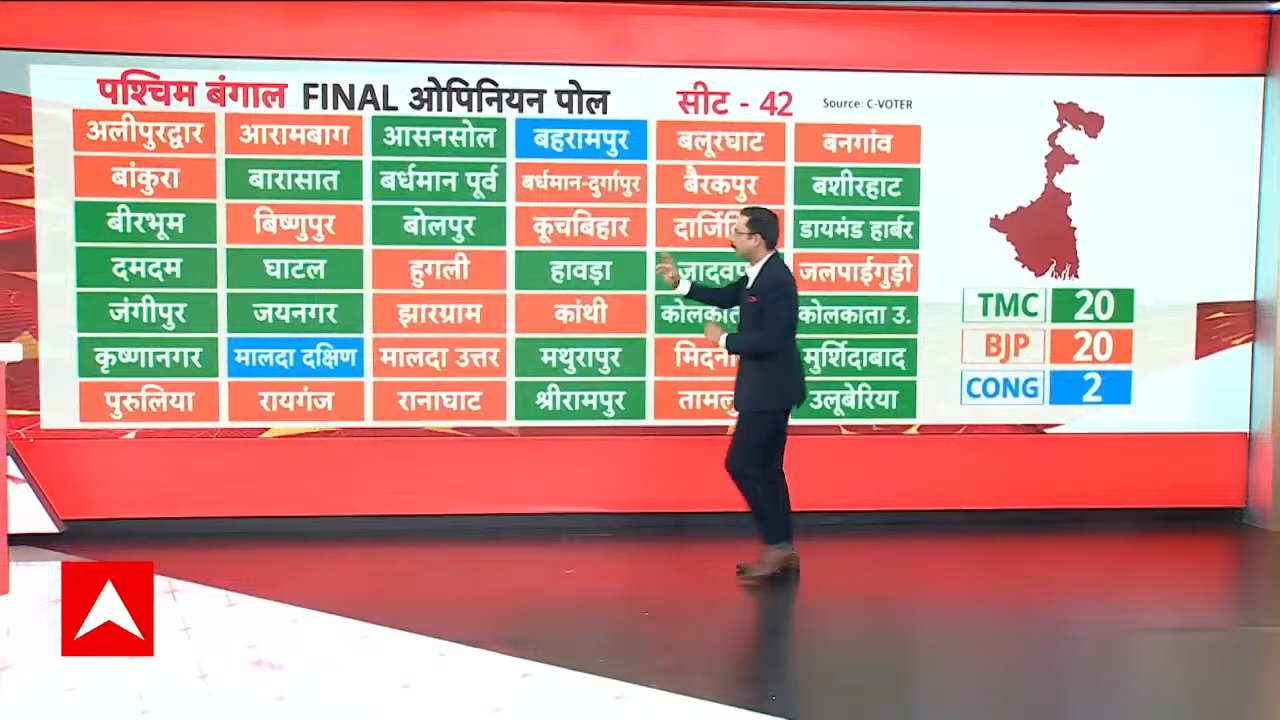 पश्चिम बंगाल FINAL ओपिनियन पोल सीट - 42 Source: C-VOTER
अलीपुरद्वार आरामबाग आसनसोल बहरामपुर बलूरघाट बनगांव
बांकुरा बारासात बर्धमान पूर्व बर्धमान-दुर्गापुर बैरकपुर बशीरहाट
बीरभूम बिष्णुपुर बोलपुर कूचबिहार डायमंड हार्बर
दमदम घाटल हुगली हावड़ा जलपाईगुड़ी
जंगीपुर जयनगर झारग्राम कांथी कोलकाता उ.
कृष्णानगर मालदा दक्षिण मालदा उत्तर मथुरापुर मुर्शिदाबाद
पुरुलिया रायगंज रानाघाट श्रीरामपुर उलूबेरिया
TMC 20
BJP 20
CONG 2